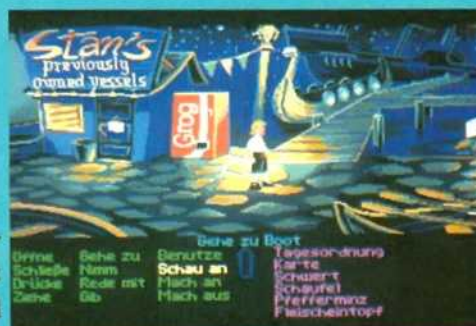 Stan's
previously
owned vessels
Grog
Gehe zu Boot
Öffne Gehe zu Benutze Tagesordnung
Schließe Nimm Schau an Karte
Drücke Rede mit Mach an Schwert
Ziehe Gib Mach aus Schaufel
Pfefferminz
Fleischeintopf